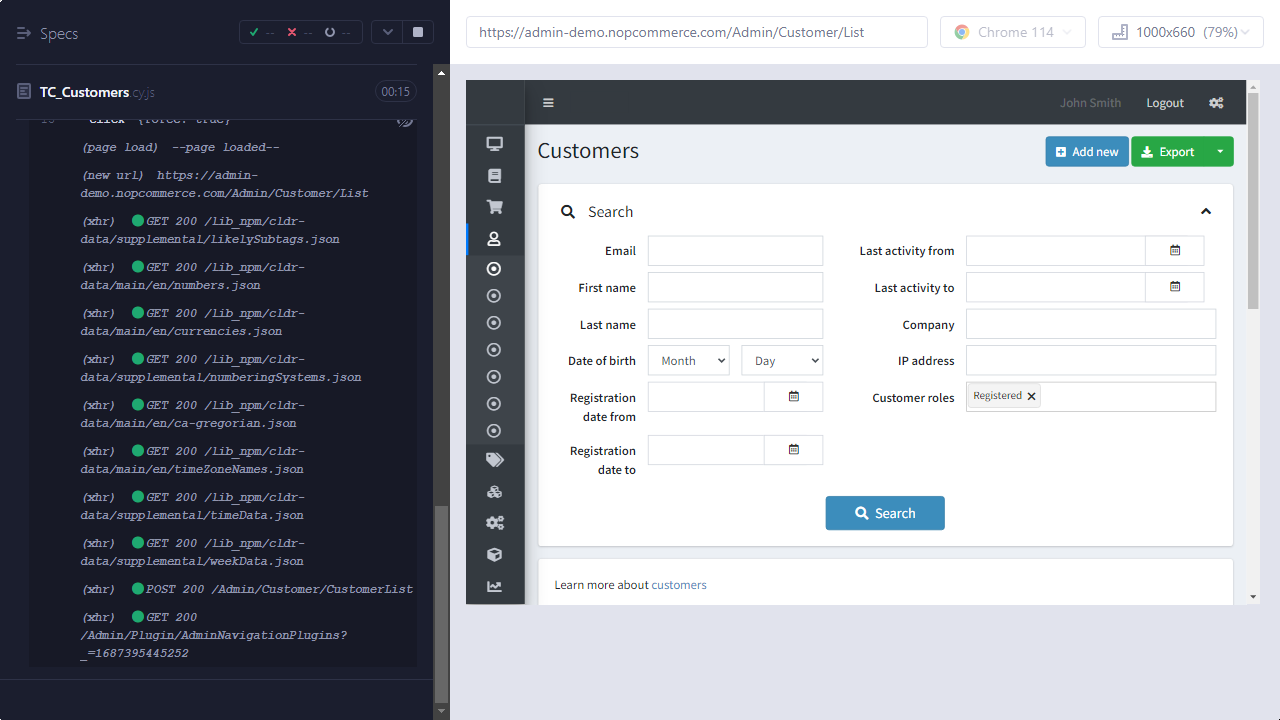 Specs
-- -- --
TC_Customers cy.js
00:15
click {force: true}
(page load) --page loaded--
(new url) https://admin-
demo.nopcommerce.com/Admin/Customer/List
(xhr) GET 200 /lib_npm/cldr-
data/supplemental/likelySubtags.json
(xhr) GET 200 /lib_npm/cldr-
data/main/en/numbers.json
(xhr) GET 200 /lib_npm/cldr-
data/main/en/currencies.json
(xhr) GET 200 /lib_npm/cldr-
data/supplemental/numberingSystems.json
(xhr) GET 200 /lib_npm/cldr-
data/main/en/ca-gregorian.json
(xhr) GET 200 /lib_npm/cldr-
data/main/en/timeZoneNames.json
(xhr) GET 200 /lib_npm/cldr-
data/supplemental/timeData.json
(xhr) GET 200 /lib_npm/cldr-
data/supplemental/weekData.json
(xhr) POST 200 /Admin/Customer/CustomerList
(xhr) GET 200
/Admin/Plugin/AdminNavigationPlugins?
_=1687395445252
https://admin-demo.nopcommerce.com/Admin/Customer/List
Chrome 114
1000x660 (79%)
John Smith
Logout
Customers
Add new
Export
Search
Email
Last activity from
First name
Last activity to
Last name
Company
Date of birth
Month
Day
IP address
Registration
date from
Customer roles
Registered
Registration
date to
Search
Learn more about customers